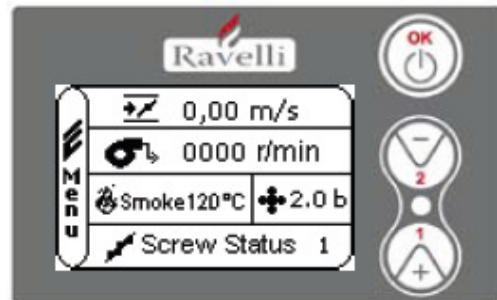 Ravelli
OK
Menu
0,00 m/s
0000 r/min
Smoke120°C
2.0 b
Screw Status 1
−
2
1
+